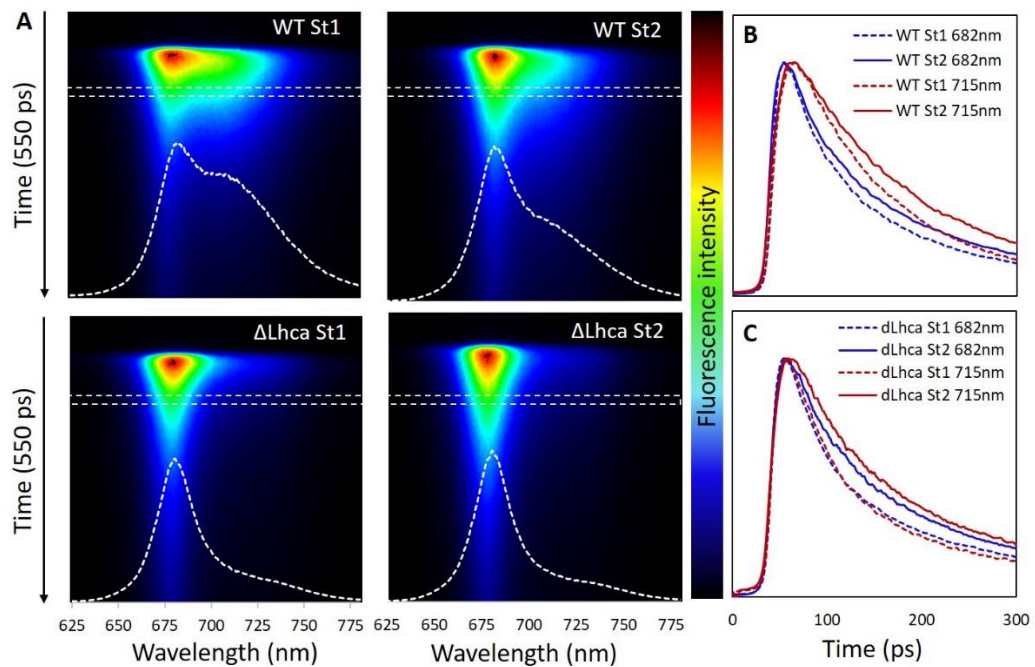 A
WT St1
WT St2
Time (550 ps)
ΔLhca St1
ΔLhca St2
Time (550 ps)
625 650 675 700 725 750 775
625 650 675 700 725 750 775
Wavelength (nm)
Wavelength (nm)
Fluorescence intensity
B
WT St1 682nm
WT St2 682nm
WT St1 715nm
WT St2 715nm
C
dLhca St1 682nm
dLhca St2 682nm
dLhca St1 715nm
dLhca St2 715nm
0 100 200 300
Time (ps)